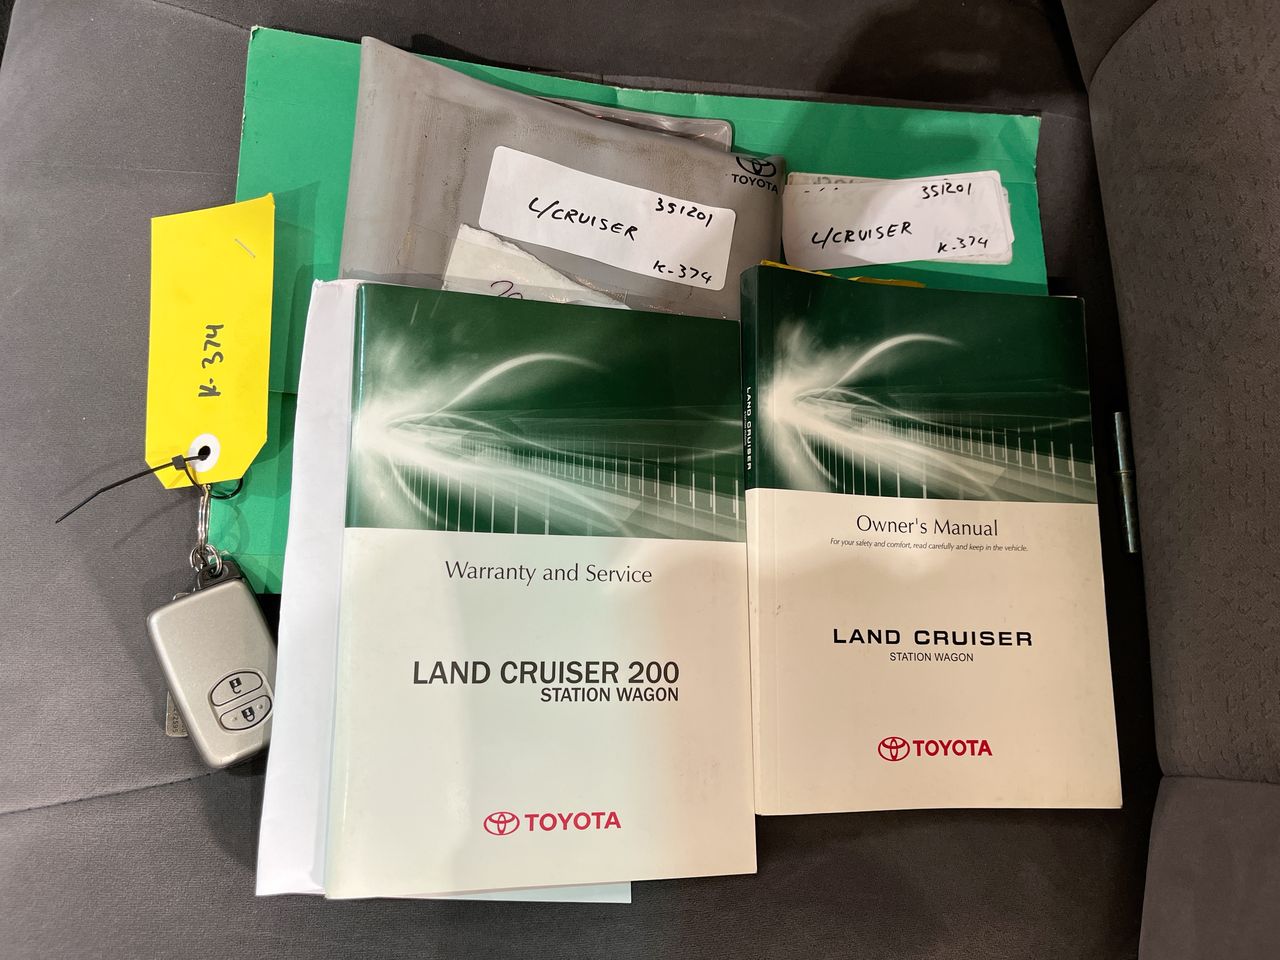 TOYOTA
351201
L/CRUISER
K-374
351201
L/CRUISER
K-374
K-374
LAND CRUISER
Warranty and Service
LAND CRUISER 200
STATION WAGON
TOYOTA
Owner's Manual
For your safety and comfort, read carefully and keep in the vehicle.
LAND CRUISER
STATION WAGON
TOYOTA